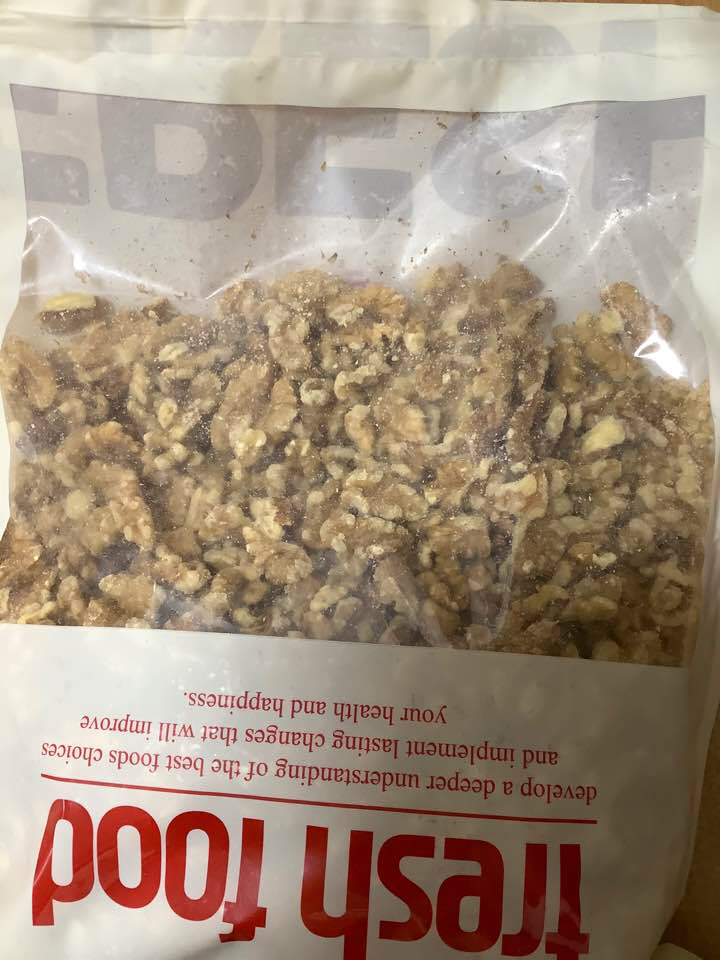 fresh food
develop a deeper understanding of the best foods choices
and implement lasting changes that will improve
your health and happiness.